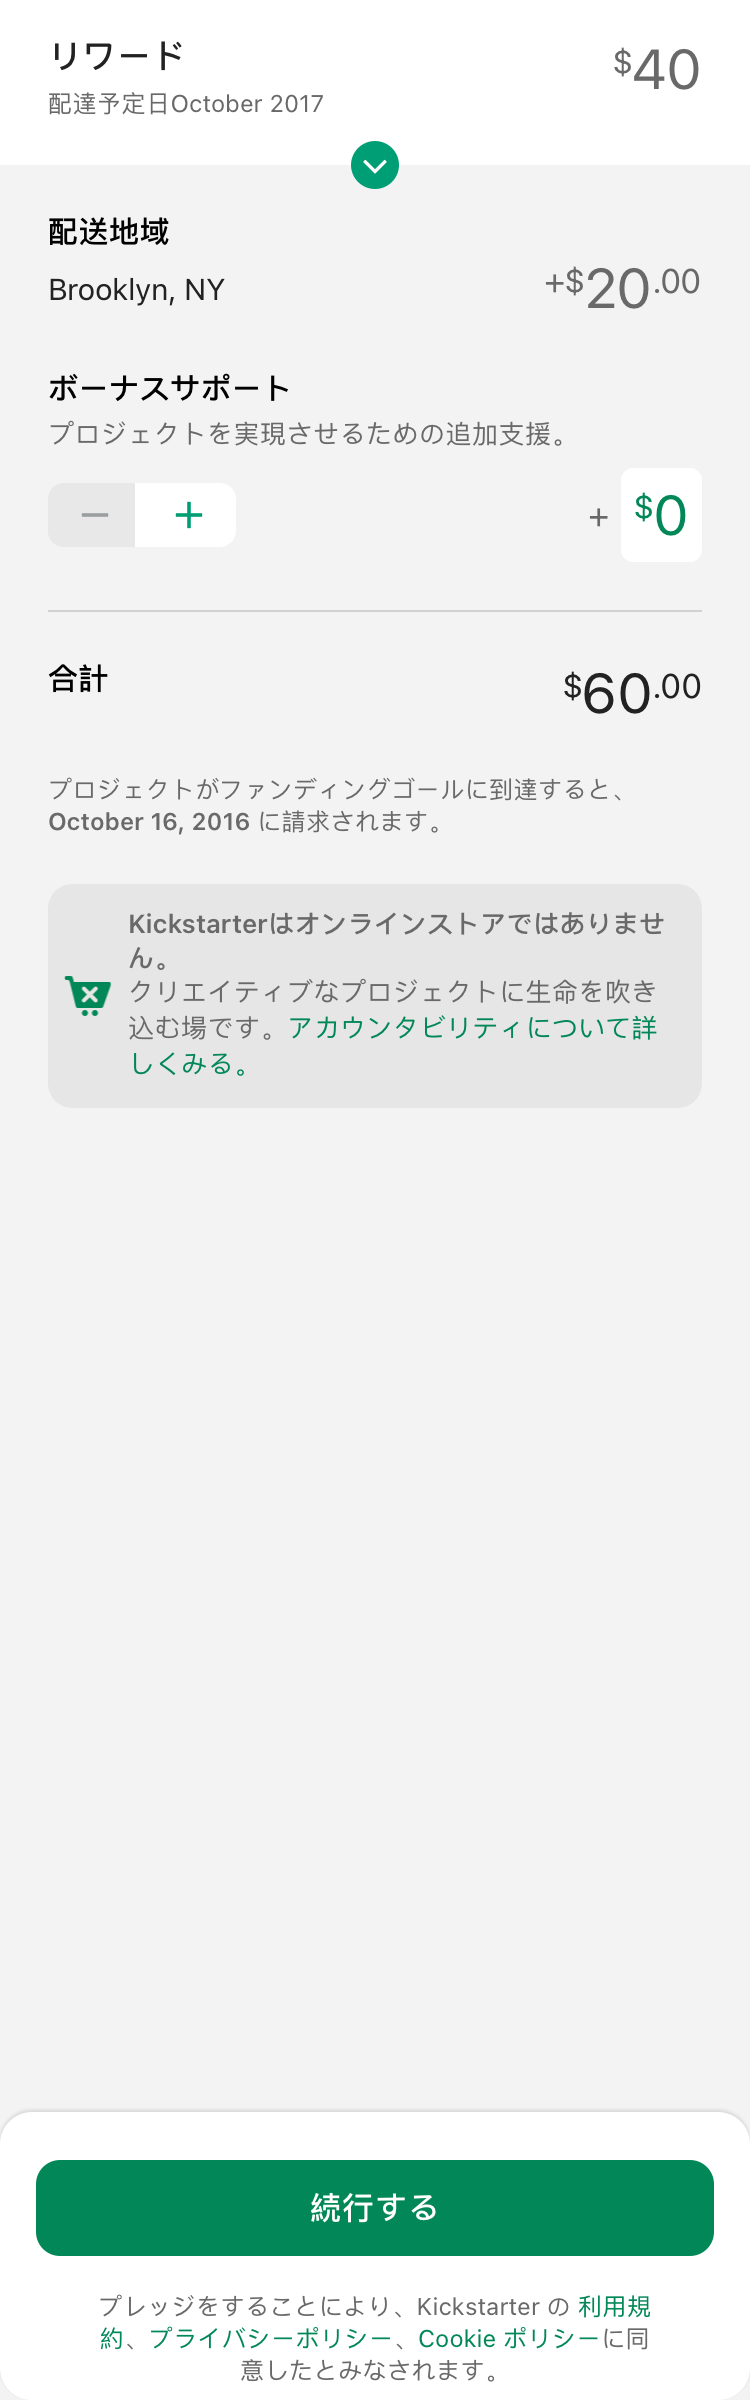 リワード
$40
配達予定日October 2017
配送地域
Brooklyn, NY
+$20.00
ボーナスサポート
プロジェクトを実現させるための追加支援。
+
$0
合計
$60.00
プロジェクトがファンディングゴールに到達すると、
October 16, 2016 に請求されます。
Kickstarterはオンラインストアではありませ
ん。
クリエイティブなプロジェクトに生命を吹き
込む場です。アカウンタビリティについて詳
しくみる。
続行する
プレッジをすることにより、Kickstarter の 利用規
約、プライバシーポリシー、Cookie ポリシーに同
意したとみなされます。